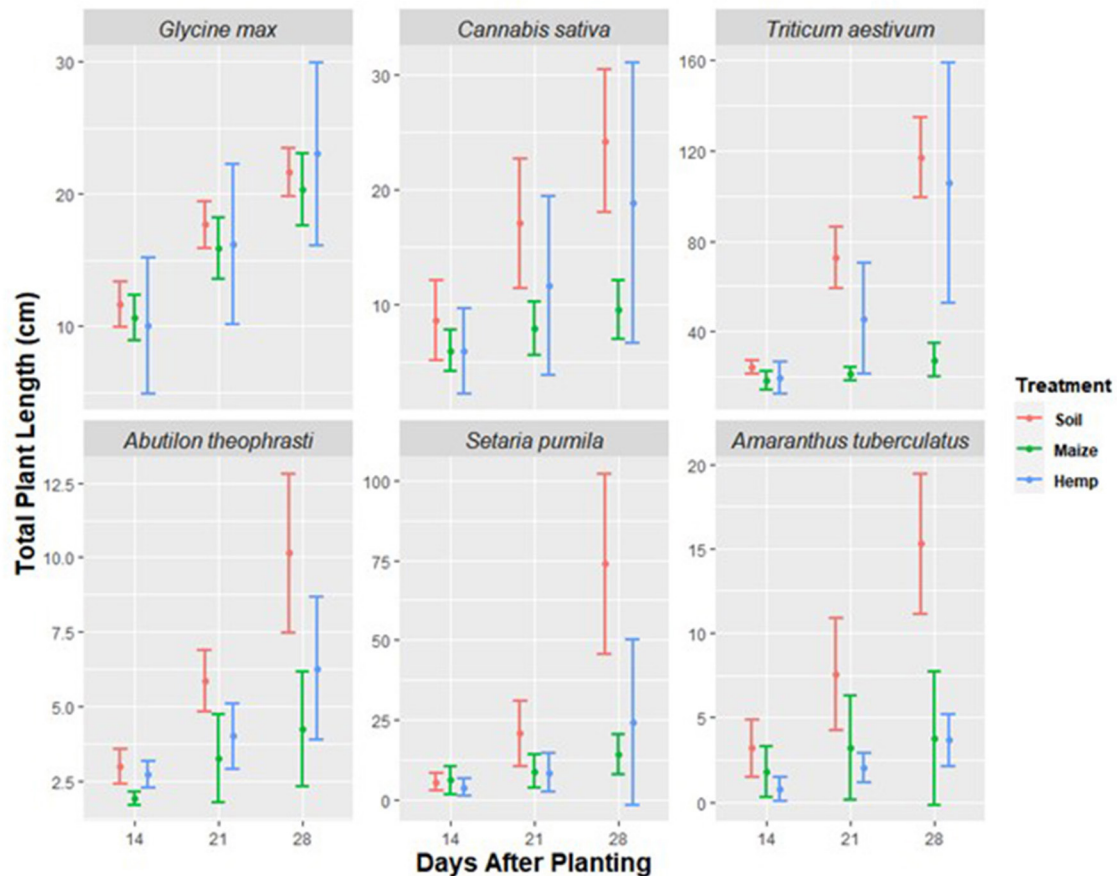 Glycine max
Cannabis sativa
Triticum aestivum
30
20
10
30
20
10
160
120
80
40
Abutilon theophrasti
Setaria pumila
Amaranthus tuberculatus
12.5
10.0
7.5
5.0
2.5
100
75
50
25
0
20
15
10
5
0
14
21
28
14
21
28
14
21
28
Total Plant Length (cm)
Days After Planting
Treatment
Soil
Maize
Hemp